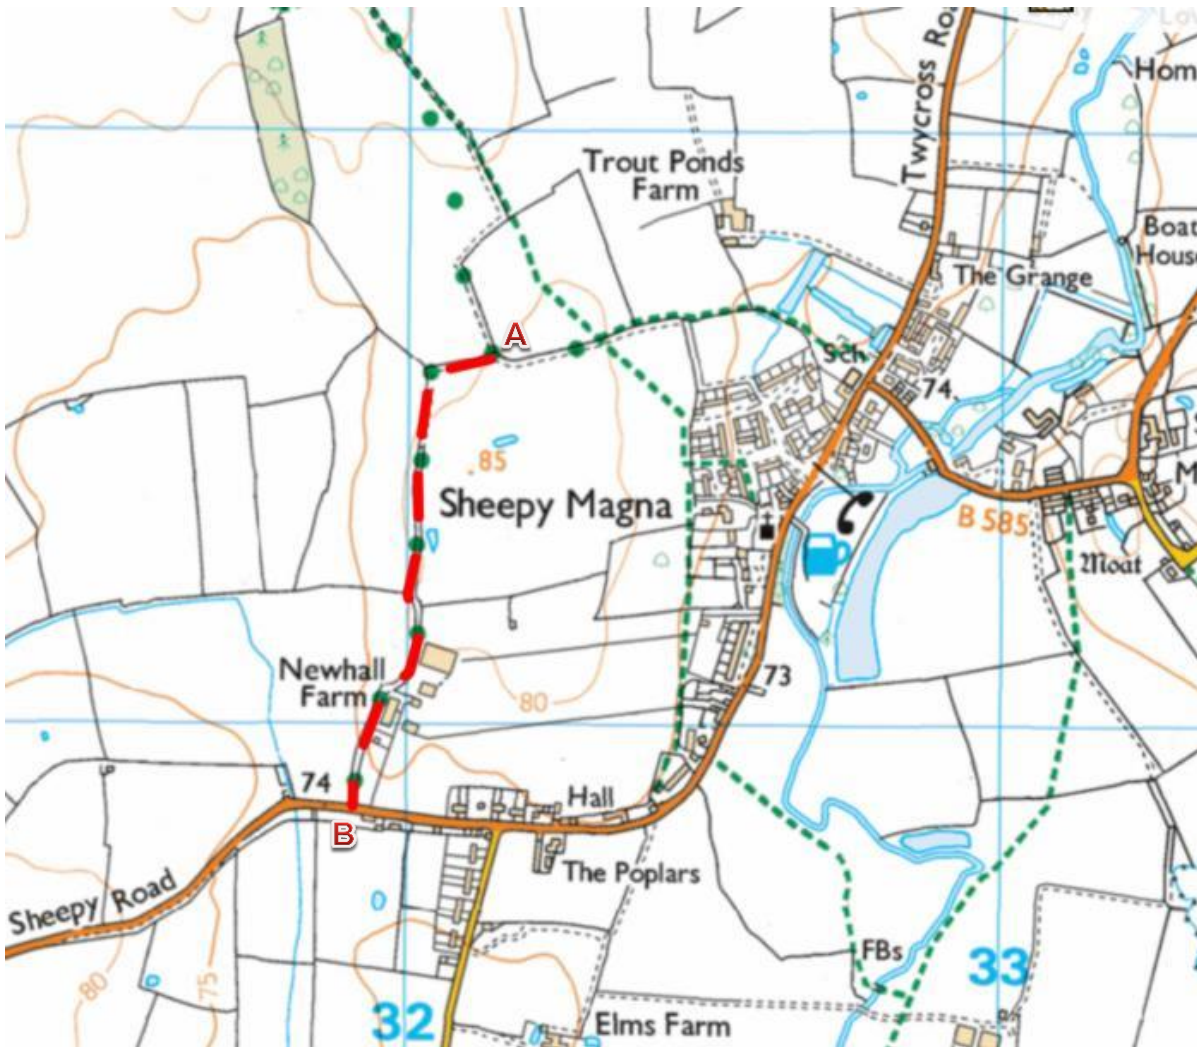 Twycross Ro
Hom
Trout Ponds
Farm
Boat
House
The Grange
A
Sch
74
.85
Sheepy Magna
M
B 585
Moat
Newhall
Farm
80
73
74
Hall
B
The Poplars
Sheepy Road
FBs
33
80
75
32
Elms Farm